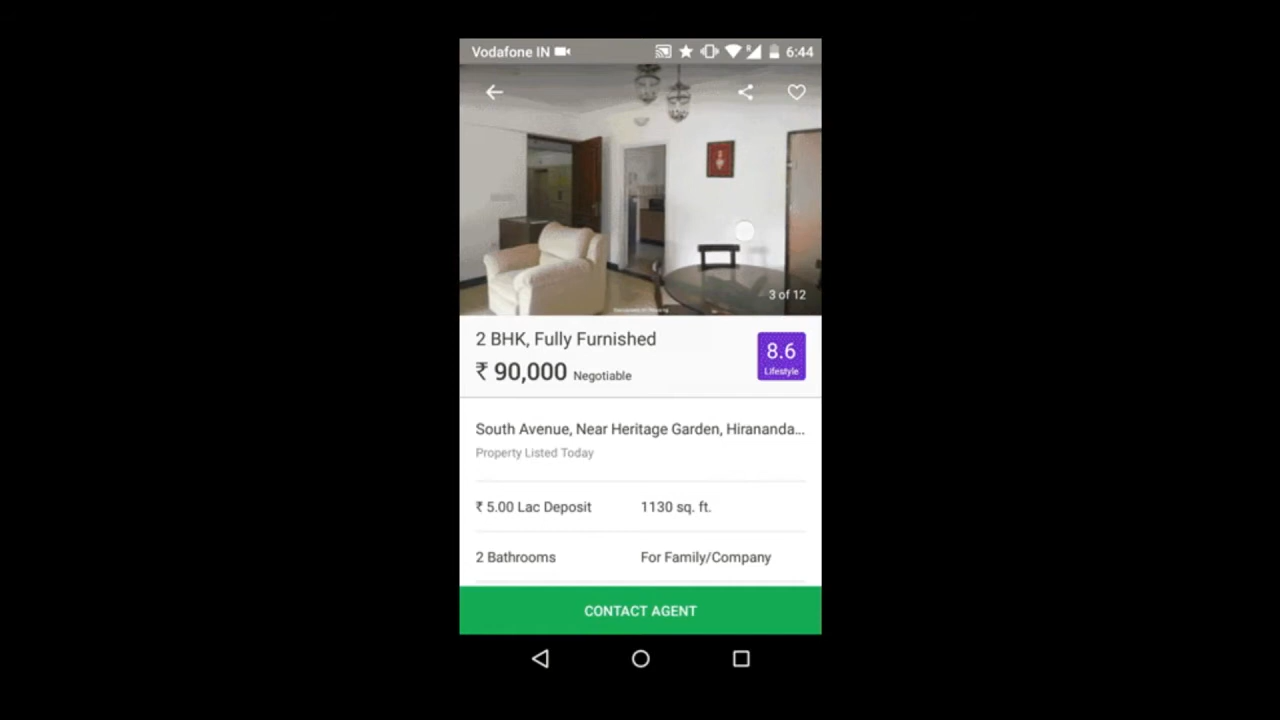 Vodafone IN
6:44
3 of 12
2 BHK, Fully Furnished
₹ 90,000 Negotiable
8.6
Lifestyle
South Avenue, Near Heritage Garden, Hirananda...
Property Listed Today
₹ 5.00 Lac Deposit
1130 sq. ft.
2 Bathrooms
For Family/Company
CONTACT AGENT